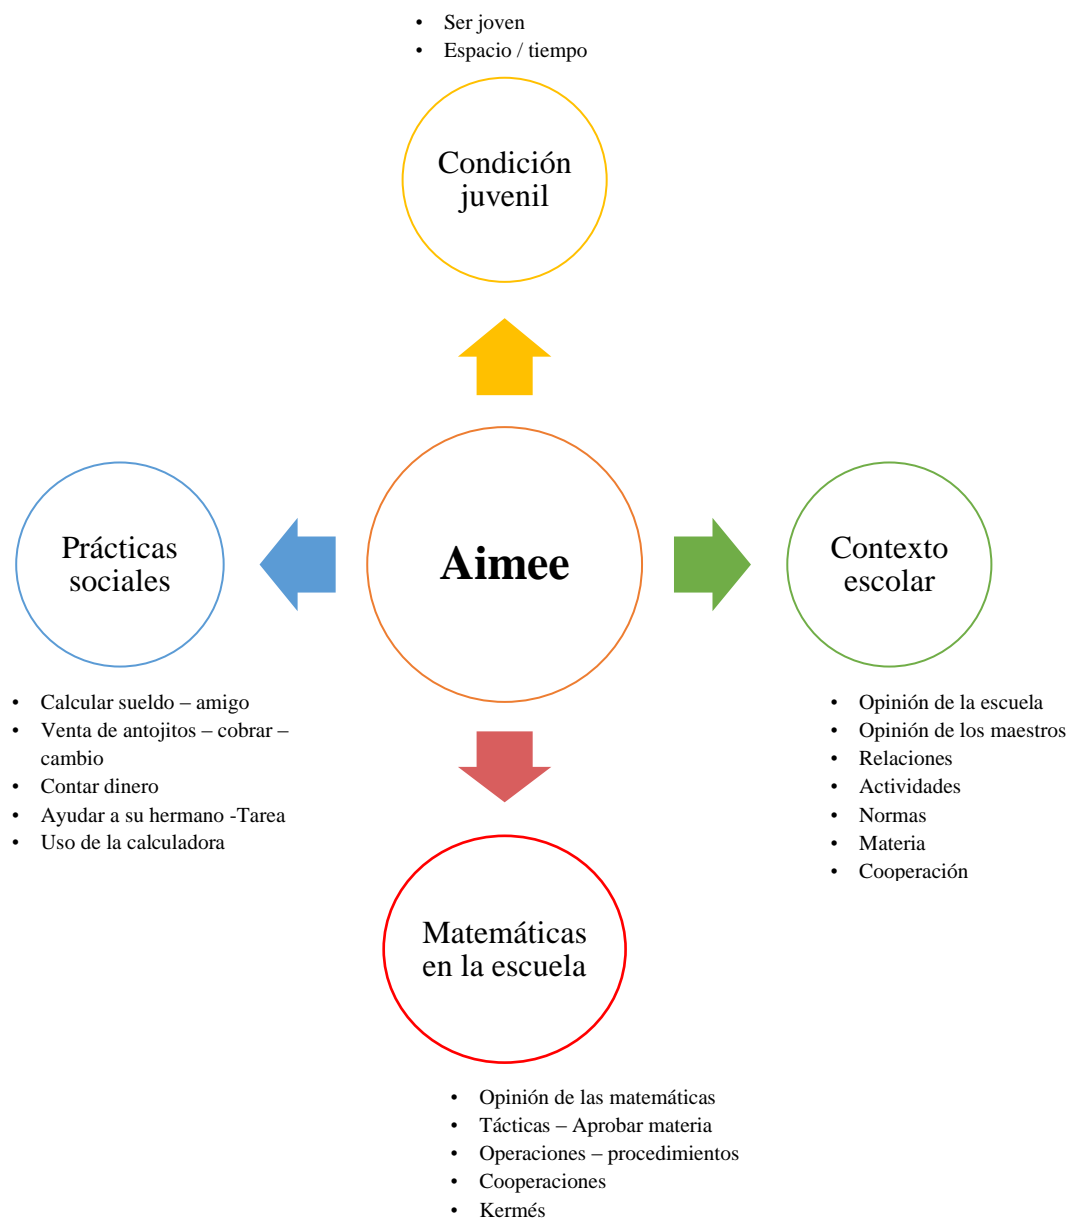 • Ser joven
• Espacio / tiempo
Condición
juvenil
Prácticas
sociales
Aimee
Contexto
escolar
• Calcular sueldo – amigo
• Venta de antojitos – cobrar –
cambio
• Contar dinero
• Ayudar a su hermano -Tarea
• Uso de la calculadora
• Opinión de la escuela
• Opinión de los maestros
• Relaciones
• Actividades
• Normas
• Materia
• Cooperación
Matemáticas
en la escuela
• Opinión de las matemáticas
• Tácticas – Aprobar materia
• Operaciones – procedimientos
• Cooperaciones
• Kermés